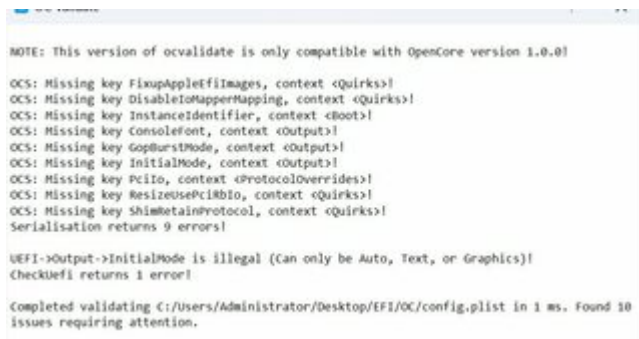 NOTE: This version of ocvalidate is only compatible with OpenCore version 1.0.0!
OCS: Missing key FixupAppleEfiImages, context <Quirks>!
OCS: Missing key DisableIoMapperMapping, context <Quirks>!
OCS: Missing key InstanceIdentifier, context <Boot>!
OCS: Missing key ConsoleFont, context <Output>!
OCS: Missing key GopBurstMode, context <Output>!
OCS: Missing key InitialMode, context <Output>!
OCS: Missing key PciIo, context <ProtocolOverrides>!
OCS: Missing key ResizeUsePciRbIo, context <Quirks>!
OCS: Missing key ShimRetainProtocol, context <Quirks>!
Serialisation returns 9 errors!
UEFI->Output->InitialMode is illegal (Can only be Auto, Text, or Graphics)!
CheckUefi returns 1 error!
Completed validating C:/Users/Administrator/Desktop/EFI/OC/config.plist in 1 ms. Found 10
issues requiring attention.